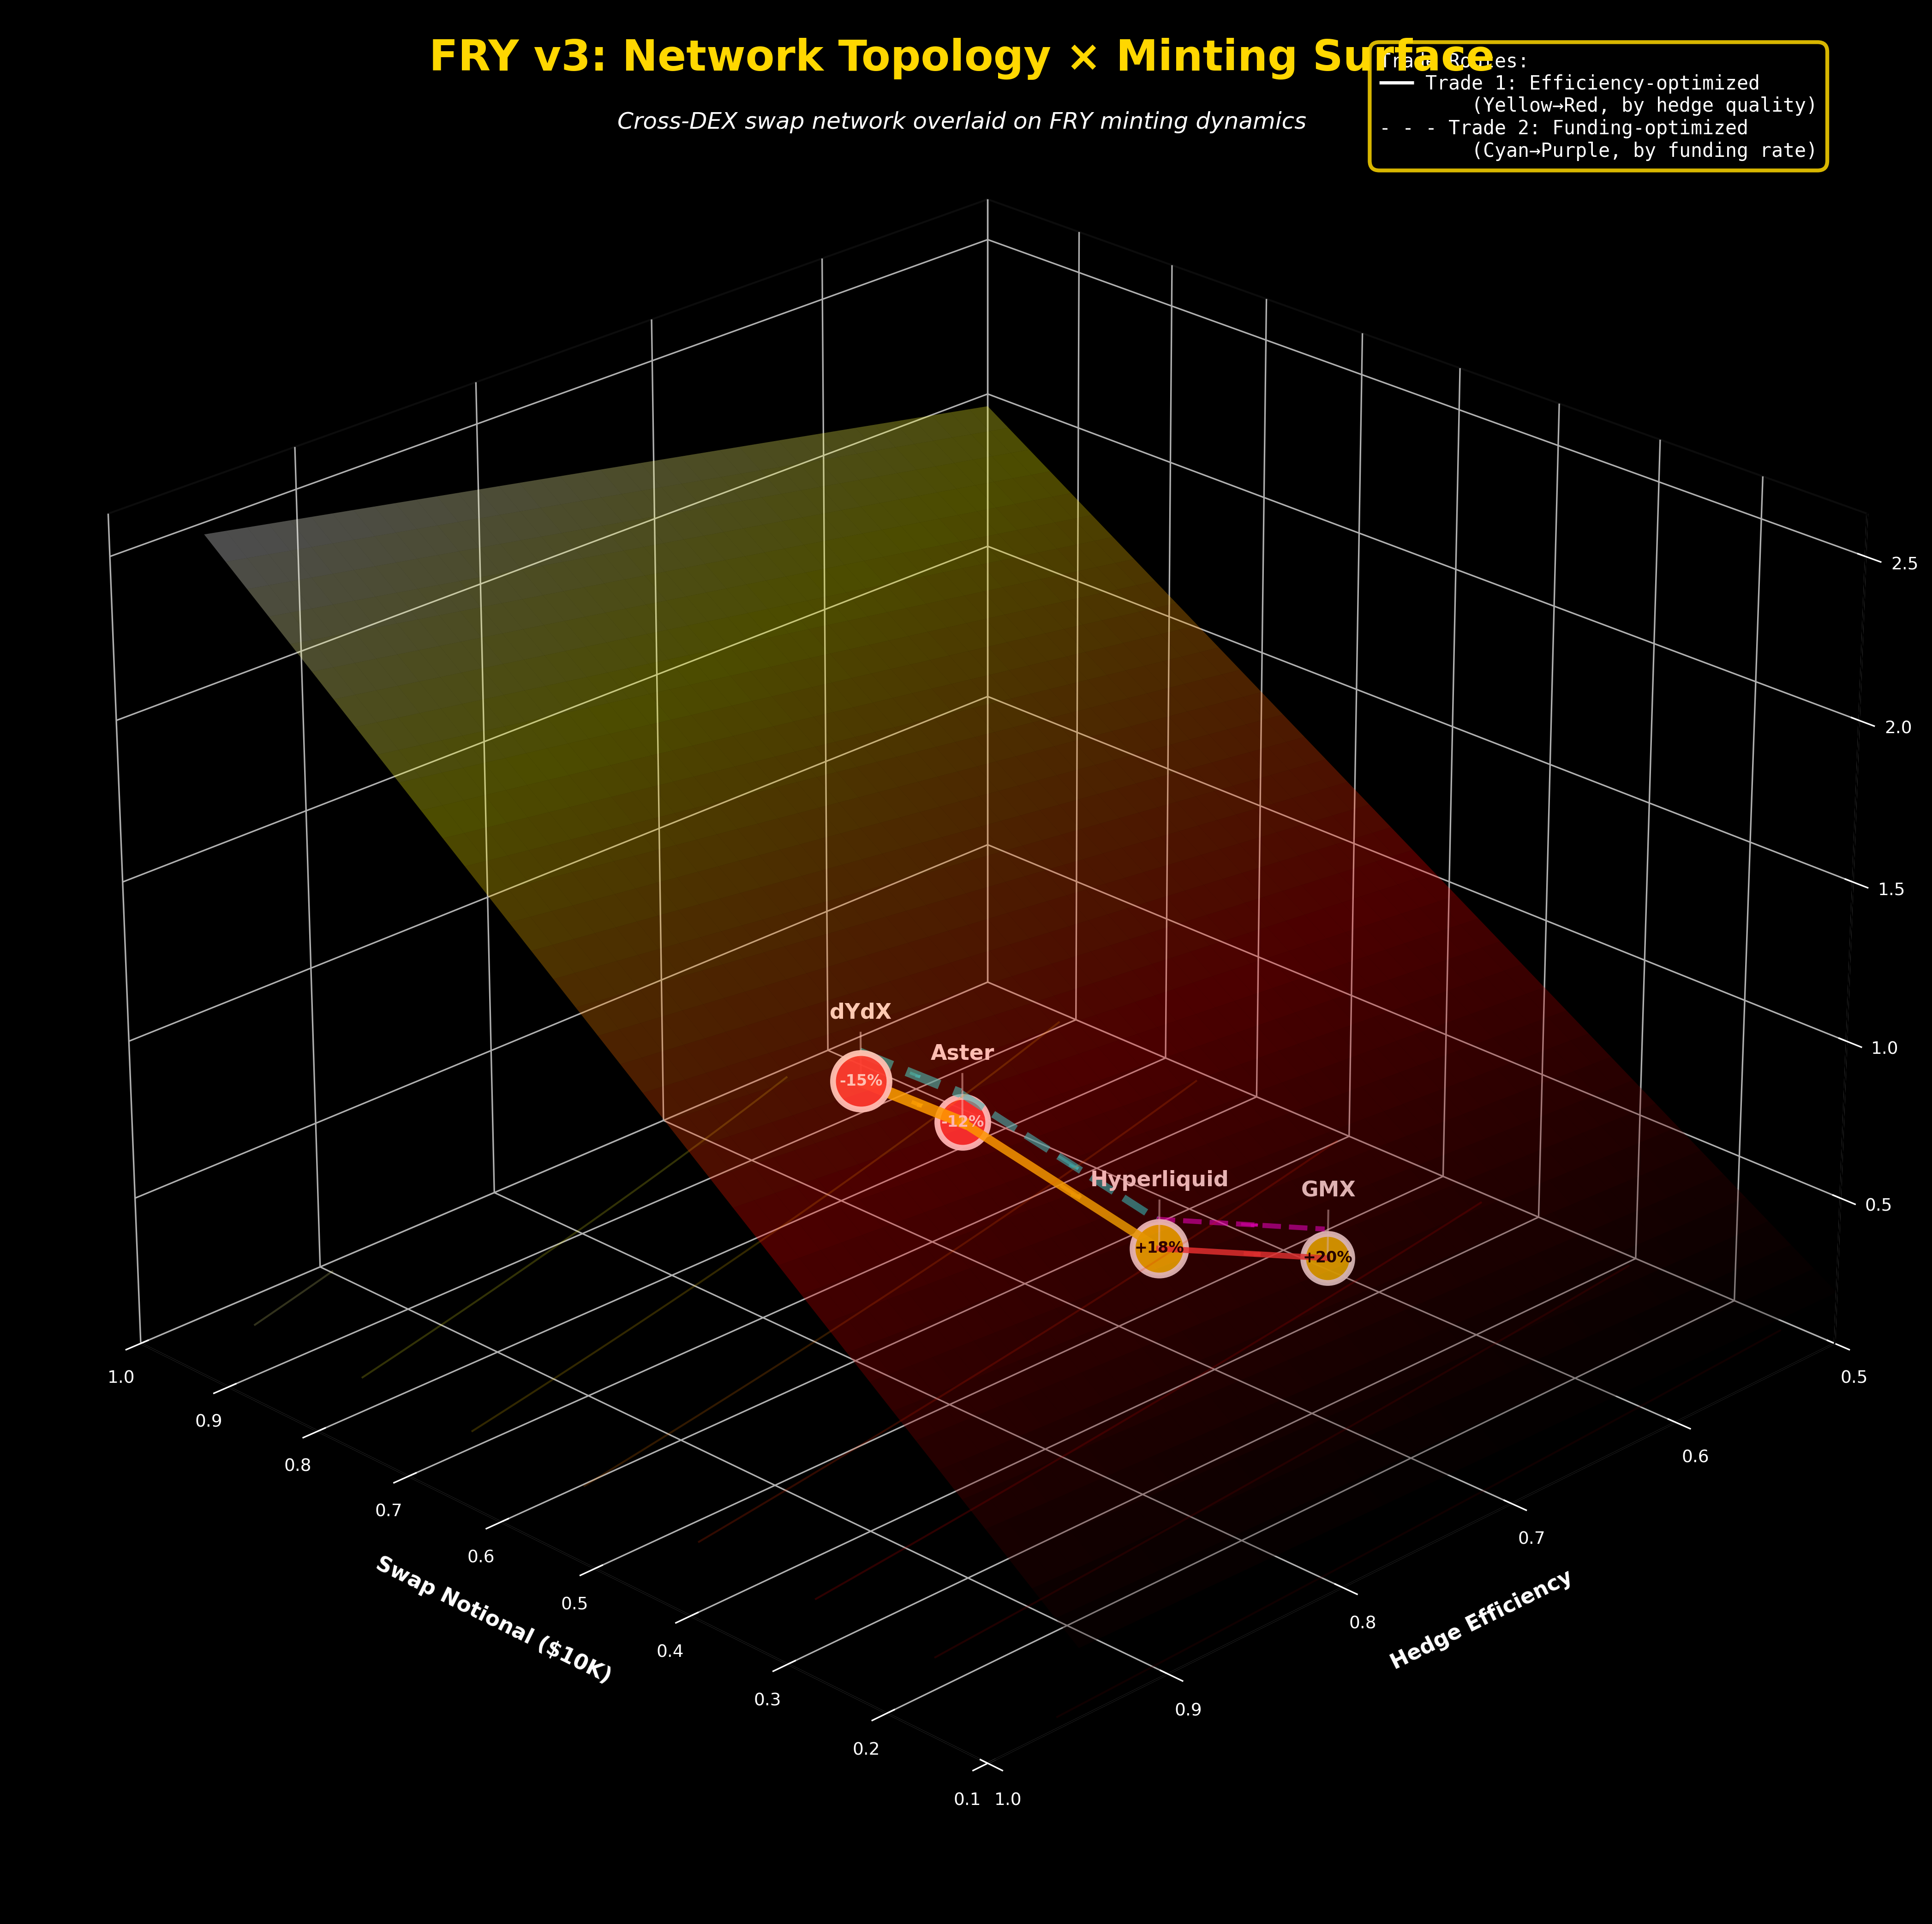 FRY v3: Network Topology × Minting Surface
Cross-DEX swap network overlaid on FRY minting dynamics
Trade Routes:
Trade 1: Efficiency-optimized
(Yellow→Red, by hedge quality)
- - - Trade 2: Funding-optimized
(Cyan→Purple, by funding rate)
2.5
2.0
1.5
1.0
0.5
dYdX
-15%
Aster
-12%
Hyperliquid
+18%
GMX
+20%
1.0
0.9
0.8
0.7
0.6
0.5
0.4
0.3
0.2
0.1
Swap Notional ($10K)
1.0
0.9
0.8
0.7
0.6
0.5
Hedge Efficiency